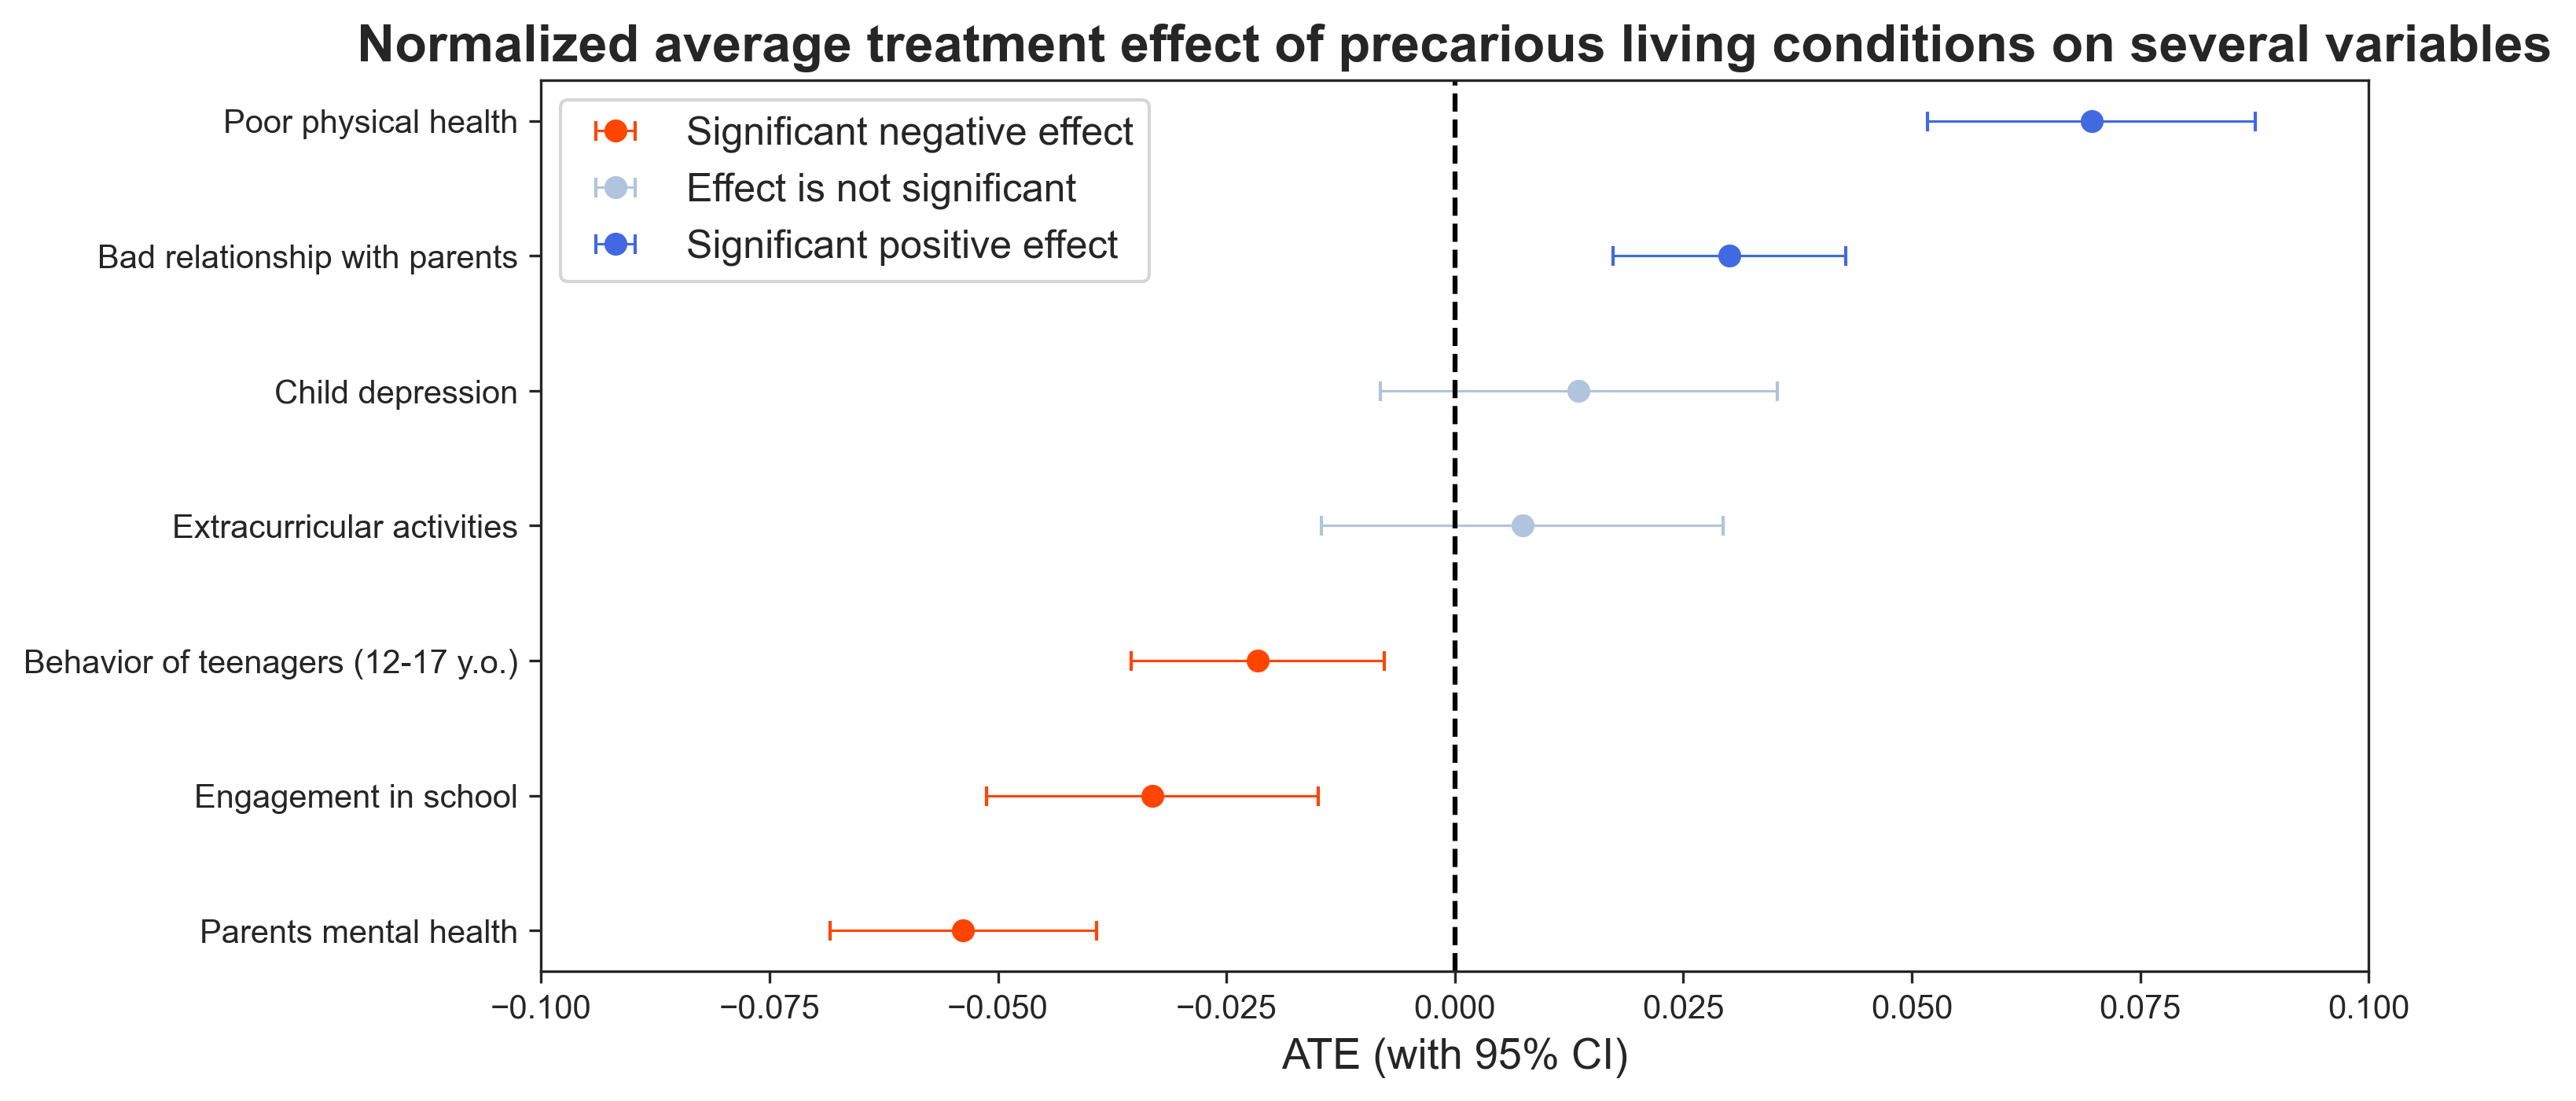 Normalized average treatment effect of precarious living conditions on several variables
Significant negative effect
Effect is not significant
Significant positive effect
Poor physical health
Bad relationship with parents
Child depression
Extracurricular activities
Behavior of teenagers (12-17 y.o.)
Engagement in school
Parents mental health
−0.100 −0.075 −0.050 −0.025 0.000 0.025 0.050 0.075 0.100
ATE (with 95% CI)